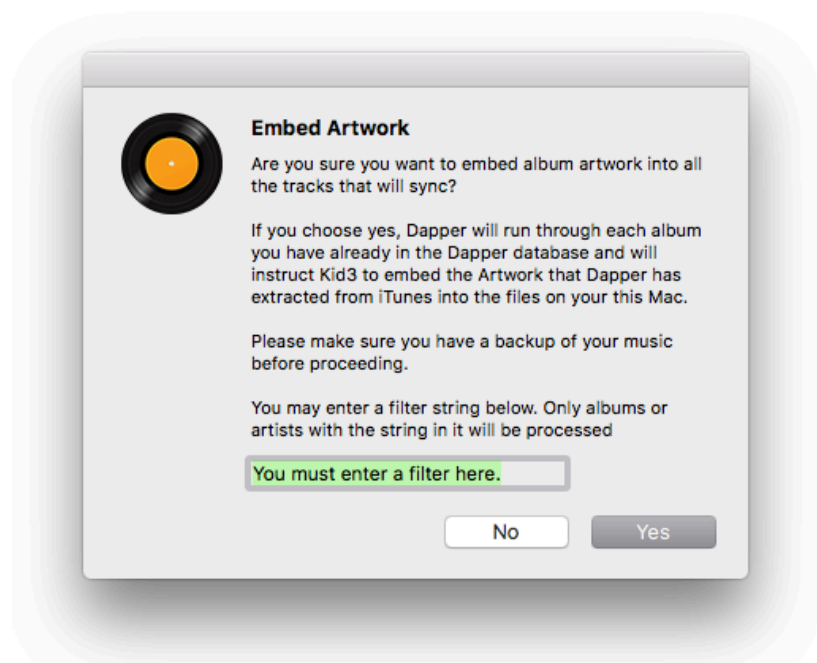 Embed Artwork
Are you sure you want to embed album artwork into all
the tracks that will sync?
If you choose yes, Dapper will run through each album
you have already in the Dapper database and will
instruct Kid3 to embed the Artwork that Dapper has
extracted from iTunes into the files on your this Mac.
Please make sure you have a backup of your music
before proceeding.
You may enter a filter string below. Only albums or
artists with the string in it will be processed
You must enter a filter here.
No
Yes